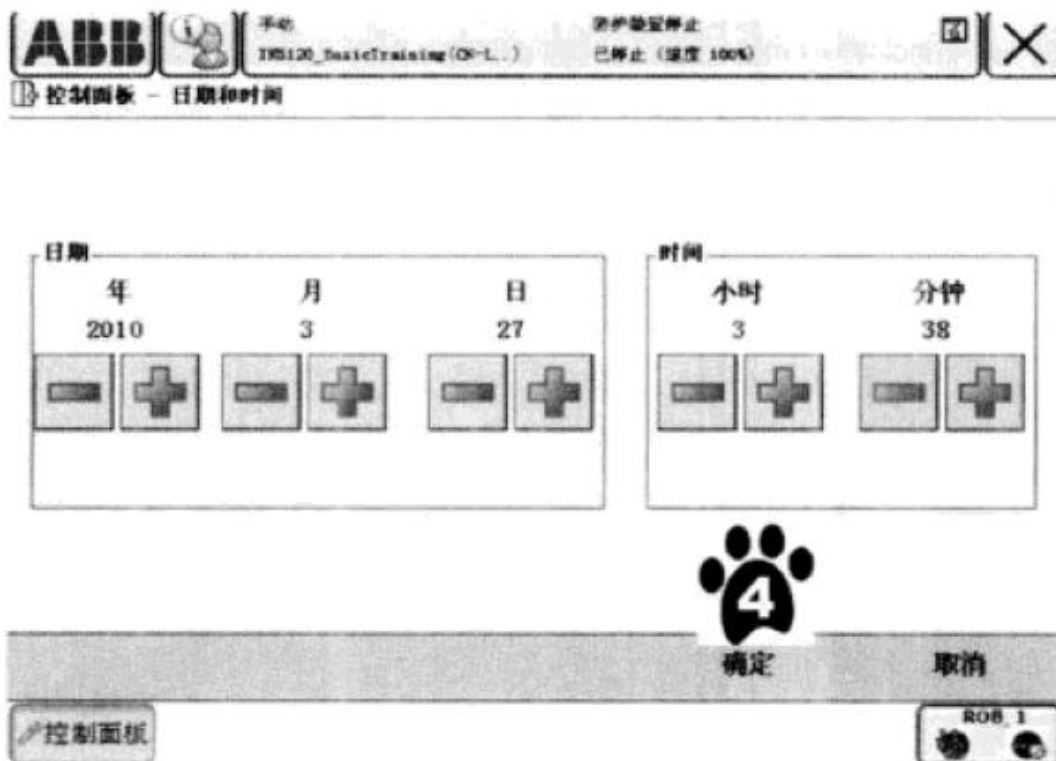 ABB
手动
防护装置停止
已停止 (速度 100%)
控制面板 - 日期和时间
日期
年 月 日
2010 3 27
时间
小时 分钟
3 38
4
确定 取消
控制面板
ROB_1